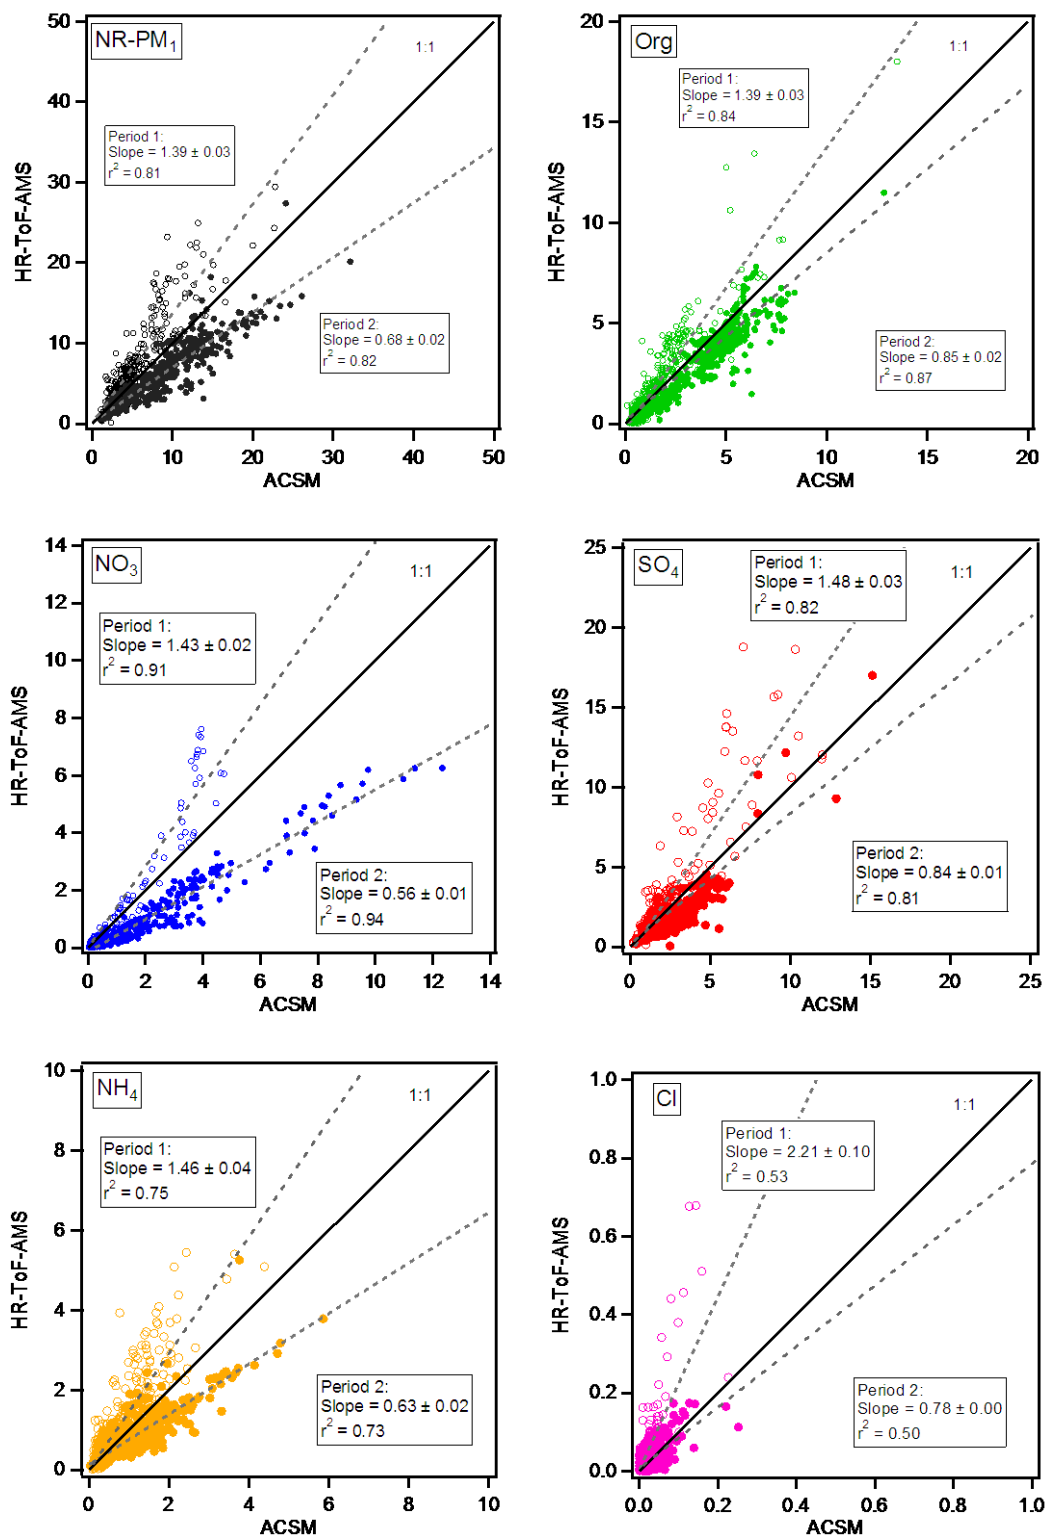 NR-PM1
1:1
Period 1:
Slope = 1.39 ± 0.03
r2 = 0.81
Period 2:
Slope = 0.68 ± 0.02
r2 = 0.82
HR-ToF-AMS
50
40
30
20
10
0
0 10 20 30 40 50
ACSM
Org
1:1
Period 1:
Slope = 1.39 ± 0.03
r2 = 0.84
Period 2:
Slope = 0.85 ± 0.02
r2 = 0.87
HR-ToF-AMS
20
15
10
5
0
0 5 10 15 20
ACSM
NO3
1:1
Period 1:
Slope = 1.43 ± 0.02
r2 = 0.91
Period 2:
Slope = 0.56 ± 0.01
r2 = 0.94
HR-ToF-AMS
14
12
10
8
6
4
2
0
0 2 4 6 8 10 12 14
ACSM
SO4
1:1
Period 1:
Slope = 1.48 ± 0.03
r2 = 0.82
Period 2:
Slope = 0.84 ± 0.01
r2 = 0.81
HR-ToF-AMS
25
20
15
10
5
0
0 5 10 15 20 25
ACSM
NH4
1:1
Period 1:
Slope = 1.46 ± 0.04
r2 = 0.75
Period 2:
Slope = 0.63 ± 0.02
r2 = 0.73
HR-ToF-AMS
10
8
6
4
2
0
0 2 4 6 8 10
ACSM
Cl
1:1
Period 1:
Slope = 2.21 ± 0.10
r2 = 0.53
Period 2:
Slope = 0.78 ± 0.00
r2 = 0.50
HR-ToF-AMS
1.0
0.8
0.6
0.4
0.2
0.0
0.0 0.2 0.4 0.6 0.8 1.0
ACSM